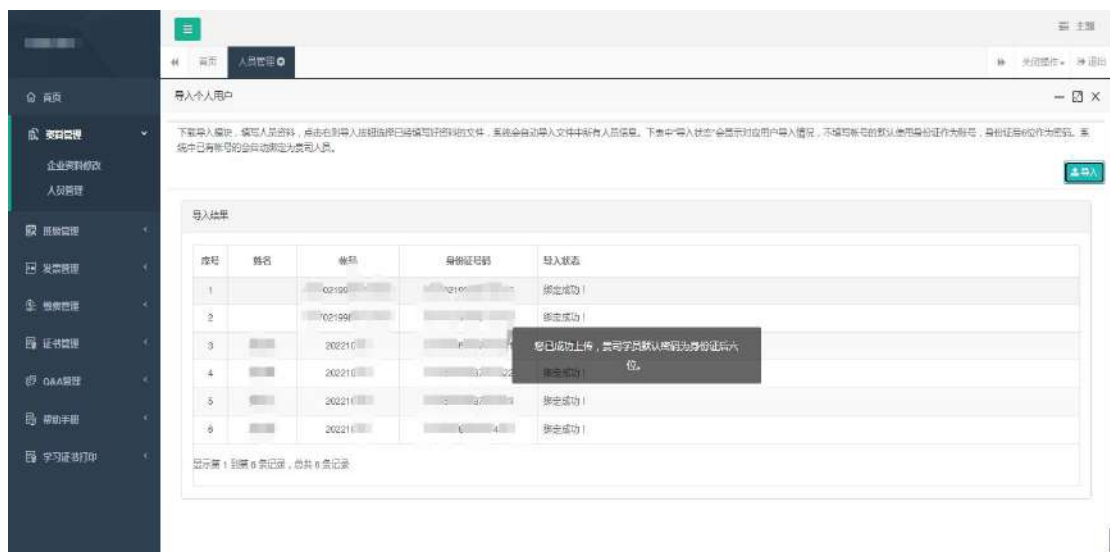 主题
首页
人员管理
关闭操作
退出
首页
导入个人用户
资料管理
下载导入模块，填写人员资料，点击右侧导入按钮选择已经填写好资料的文件，系统会自动导入文件中所有人员信息。下表中“导入状态”会显示对应用户导入情况，不填写帐号的默认使用身份证作为账号，身份证后6位作为密码。系
统中已有帐号的会自动绑定为贵司人员。
企业资料修改
导入
人员管理
导入结果
班级管理
发票管理
序号 姓名 帐号 身份证号码 导入状态
1 绑定成功！
缴费管理
2 绑定成功！
证书管理
3 202210
您已成功上传，贵司学员默认密码为身份证后六
位。
4 202210 绑定成功！
Q&A管理
5 绑定成功！
帮助手册
6 绑定成功！
学习证书打印
显示第 1 到第 6 条记录，总共 6 条记录